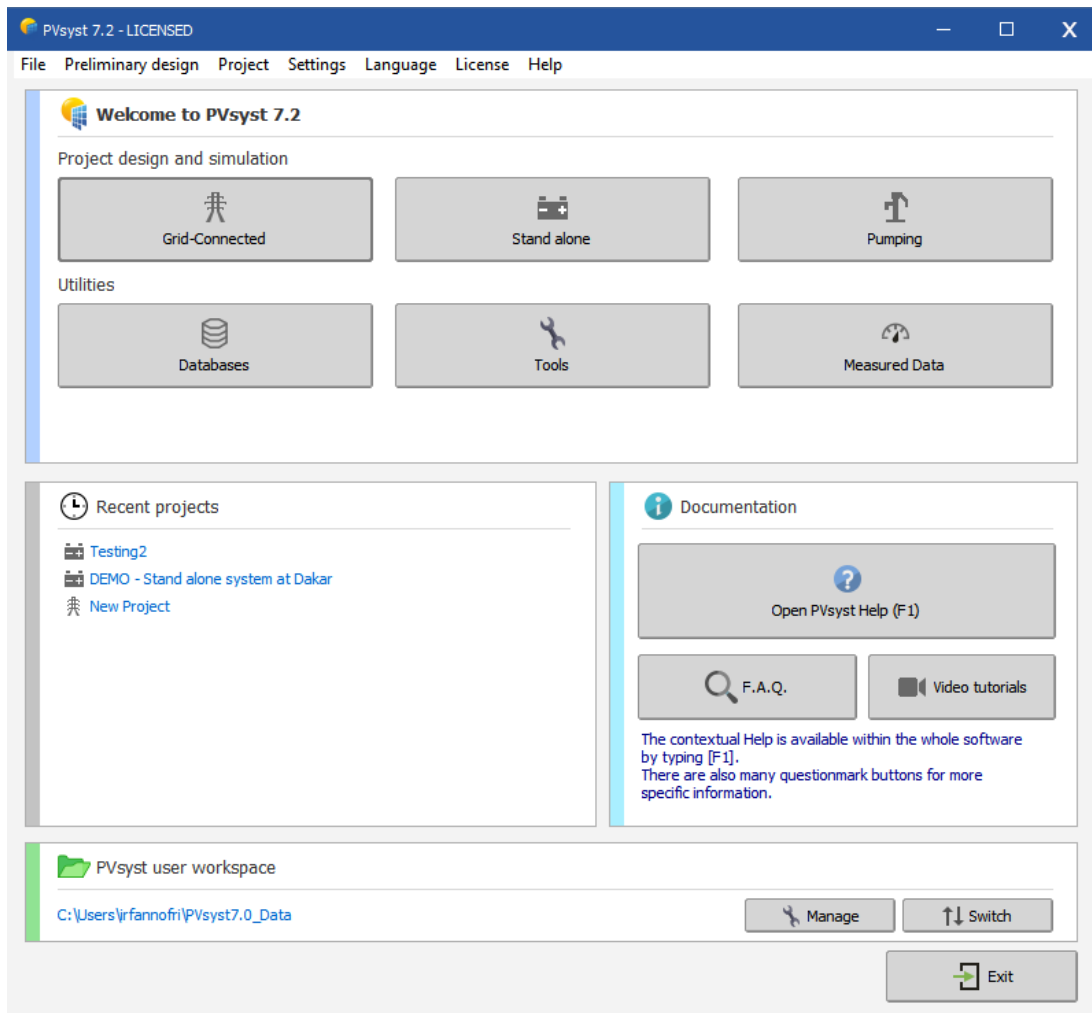 PVsyst 7.2 - LICENSED
File Preliminary design Project Settings Language License Help
Welcome to PVsyst 7.2
Project design and simulation
Grid-Connected
Stand alone
Pumping
Utilities
Databases
Tools
Measured Data
Recent projects
Testing2
DEMO - Stand alone system at Dakar
New Project
Documentation
Open PVsyst Help (F1)
F.A.Q.
Video tutorials
The contextual Help is available within the whole software
by typing [F1].
There are also many questionmark buttons for more
specific information.
PVsyst user workspace
C:\Users\irfannofri\PVsyst7.0_Data
Manage
Switch
Exit